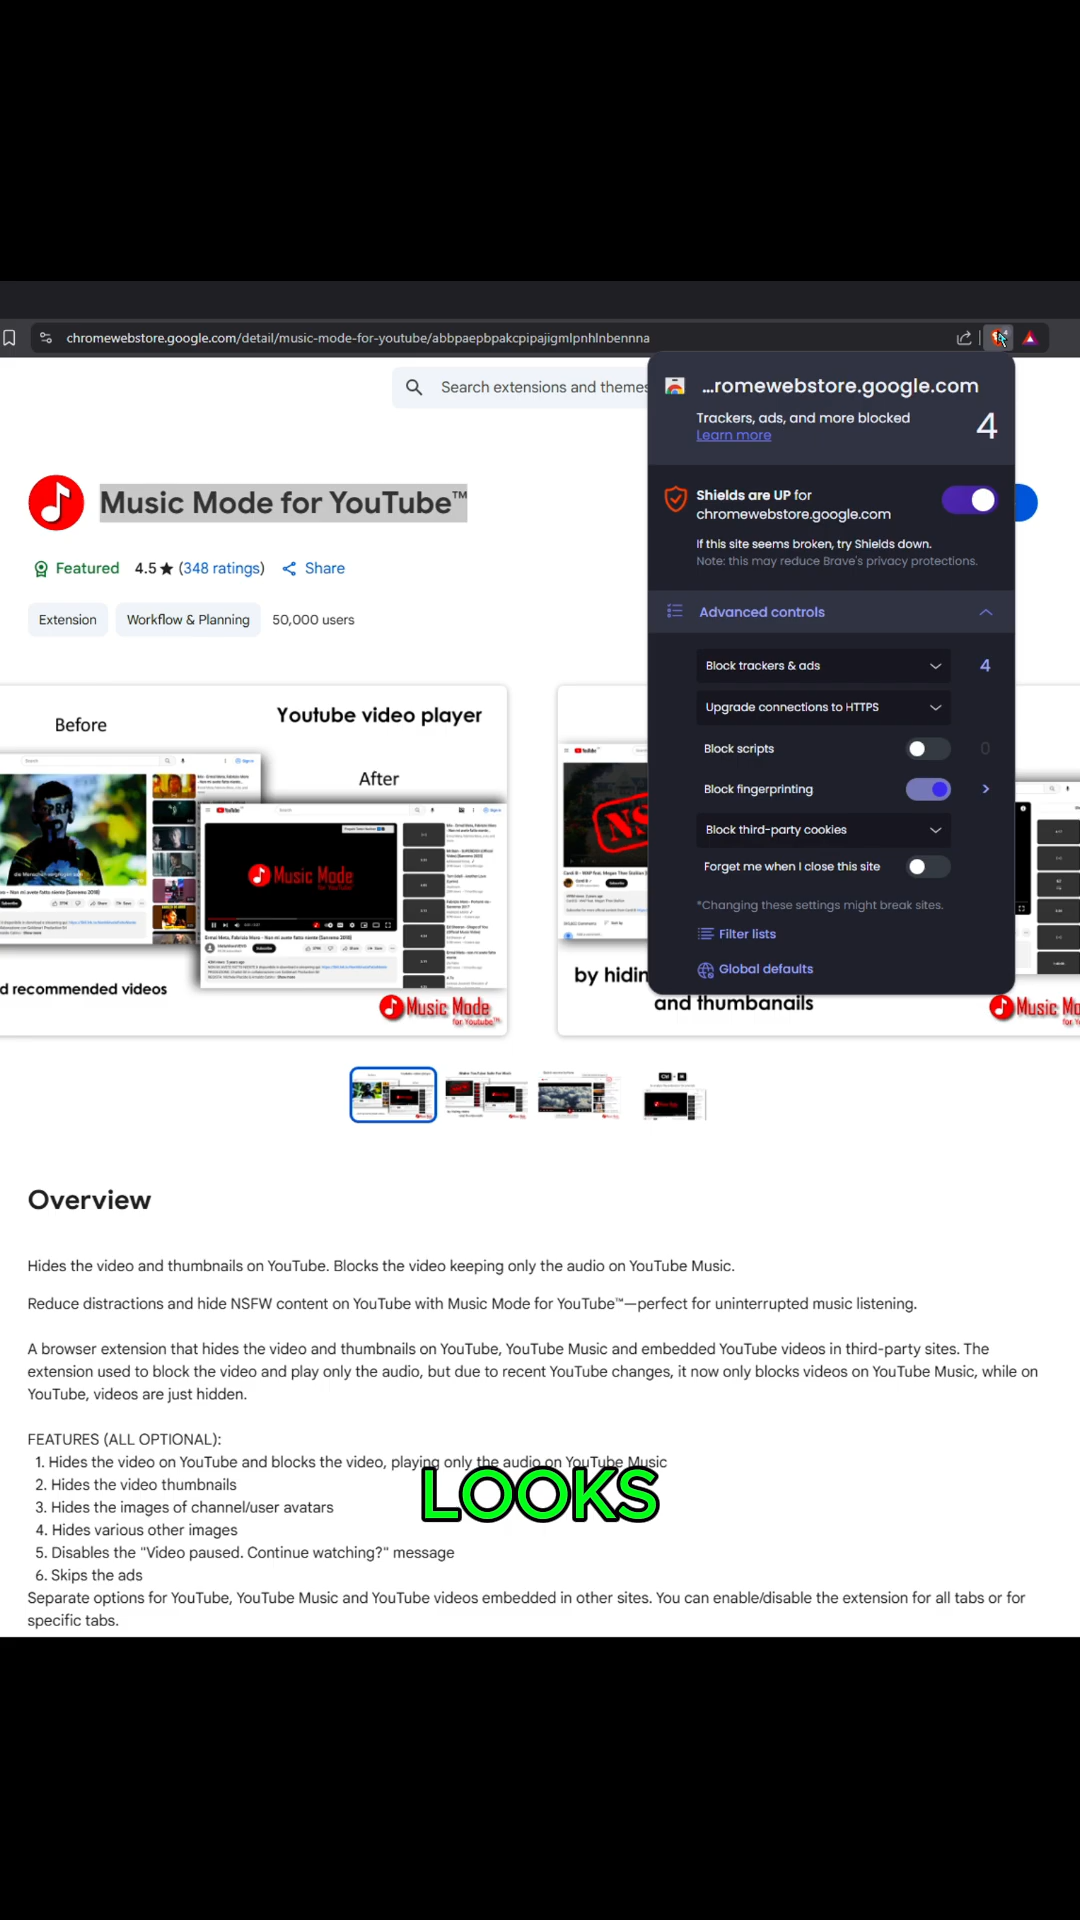 chromewebstore.google.com/detail/music-mode-for-youtube/abbpaepbpakcpipajigmlpnhlnbennna
Search extensions and themes
...romewebstore.google.com
Trackers, ads, and more blocked
4
Learn more
Shields are UP for
chromewebstore.google.com
If this site seems broken, try Shields down.
Note: this may reduce Brave's privacy protections.
Advanced controls
Block trackers & ads
4
Upgrade connections to HTTPS
Block scripts
0
Block fingerprinting
Block third-party cookies
Forget me when I close this site
*Changing these settings might break sites.
Filter lists
Global defaults
Music Mode for YouTube™
Featured 4.5★ (348 ratings) Share
Extension Workflow & Planning 50,000 users
Before
Youtube video player
After
Music Mode
for YouTube
d recommended videos
Music Mode
for Youtube™
NS
by hidin
and thumbanails
Music Mo
Overview
Hides the video and thumbnails on YouTube. Blocks the video keeping only the audio on YouTube Music.
Reduce distractions and hide NSFW content on YouTube with Music Mode for YouTube™—perfect for uninterrupted music listening.
A browser extension that hides the video and thumbnails on YouTube, YouTube Music and embedded YouTube videos in third-party sites. The
extension used to block the video and play only the audio, but due to recent YouTube changes, it now only blocks videos on YouTube Music, while on
YouTube, videos are just hidden.
FEATURES (ALL OPTIONAL):
1. Hides the video on YouTube and blocks the video, playing only the audio on YouTube Music
2. Hides the video thumbnails
3. Hides the images of channel/user avatars
4. Hides various other images
5. Disables the "Video paused. Continue watching?" message
6. Skips the ads
LOOKS
Separate options for YouTube, YouTube Music and YouTube videos embedded in other sites. You can enable/disable the extension for all tabs or for
specific tabs.